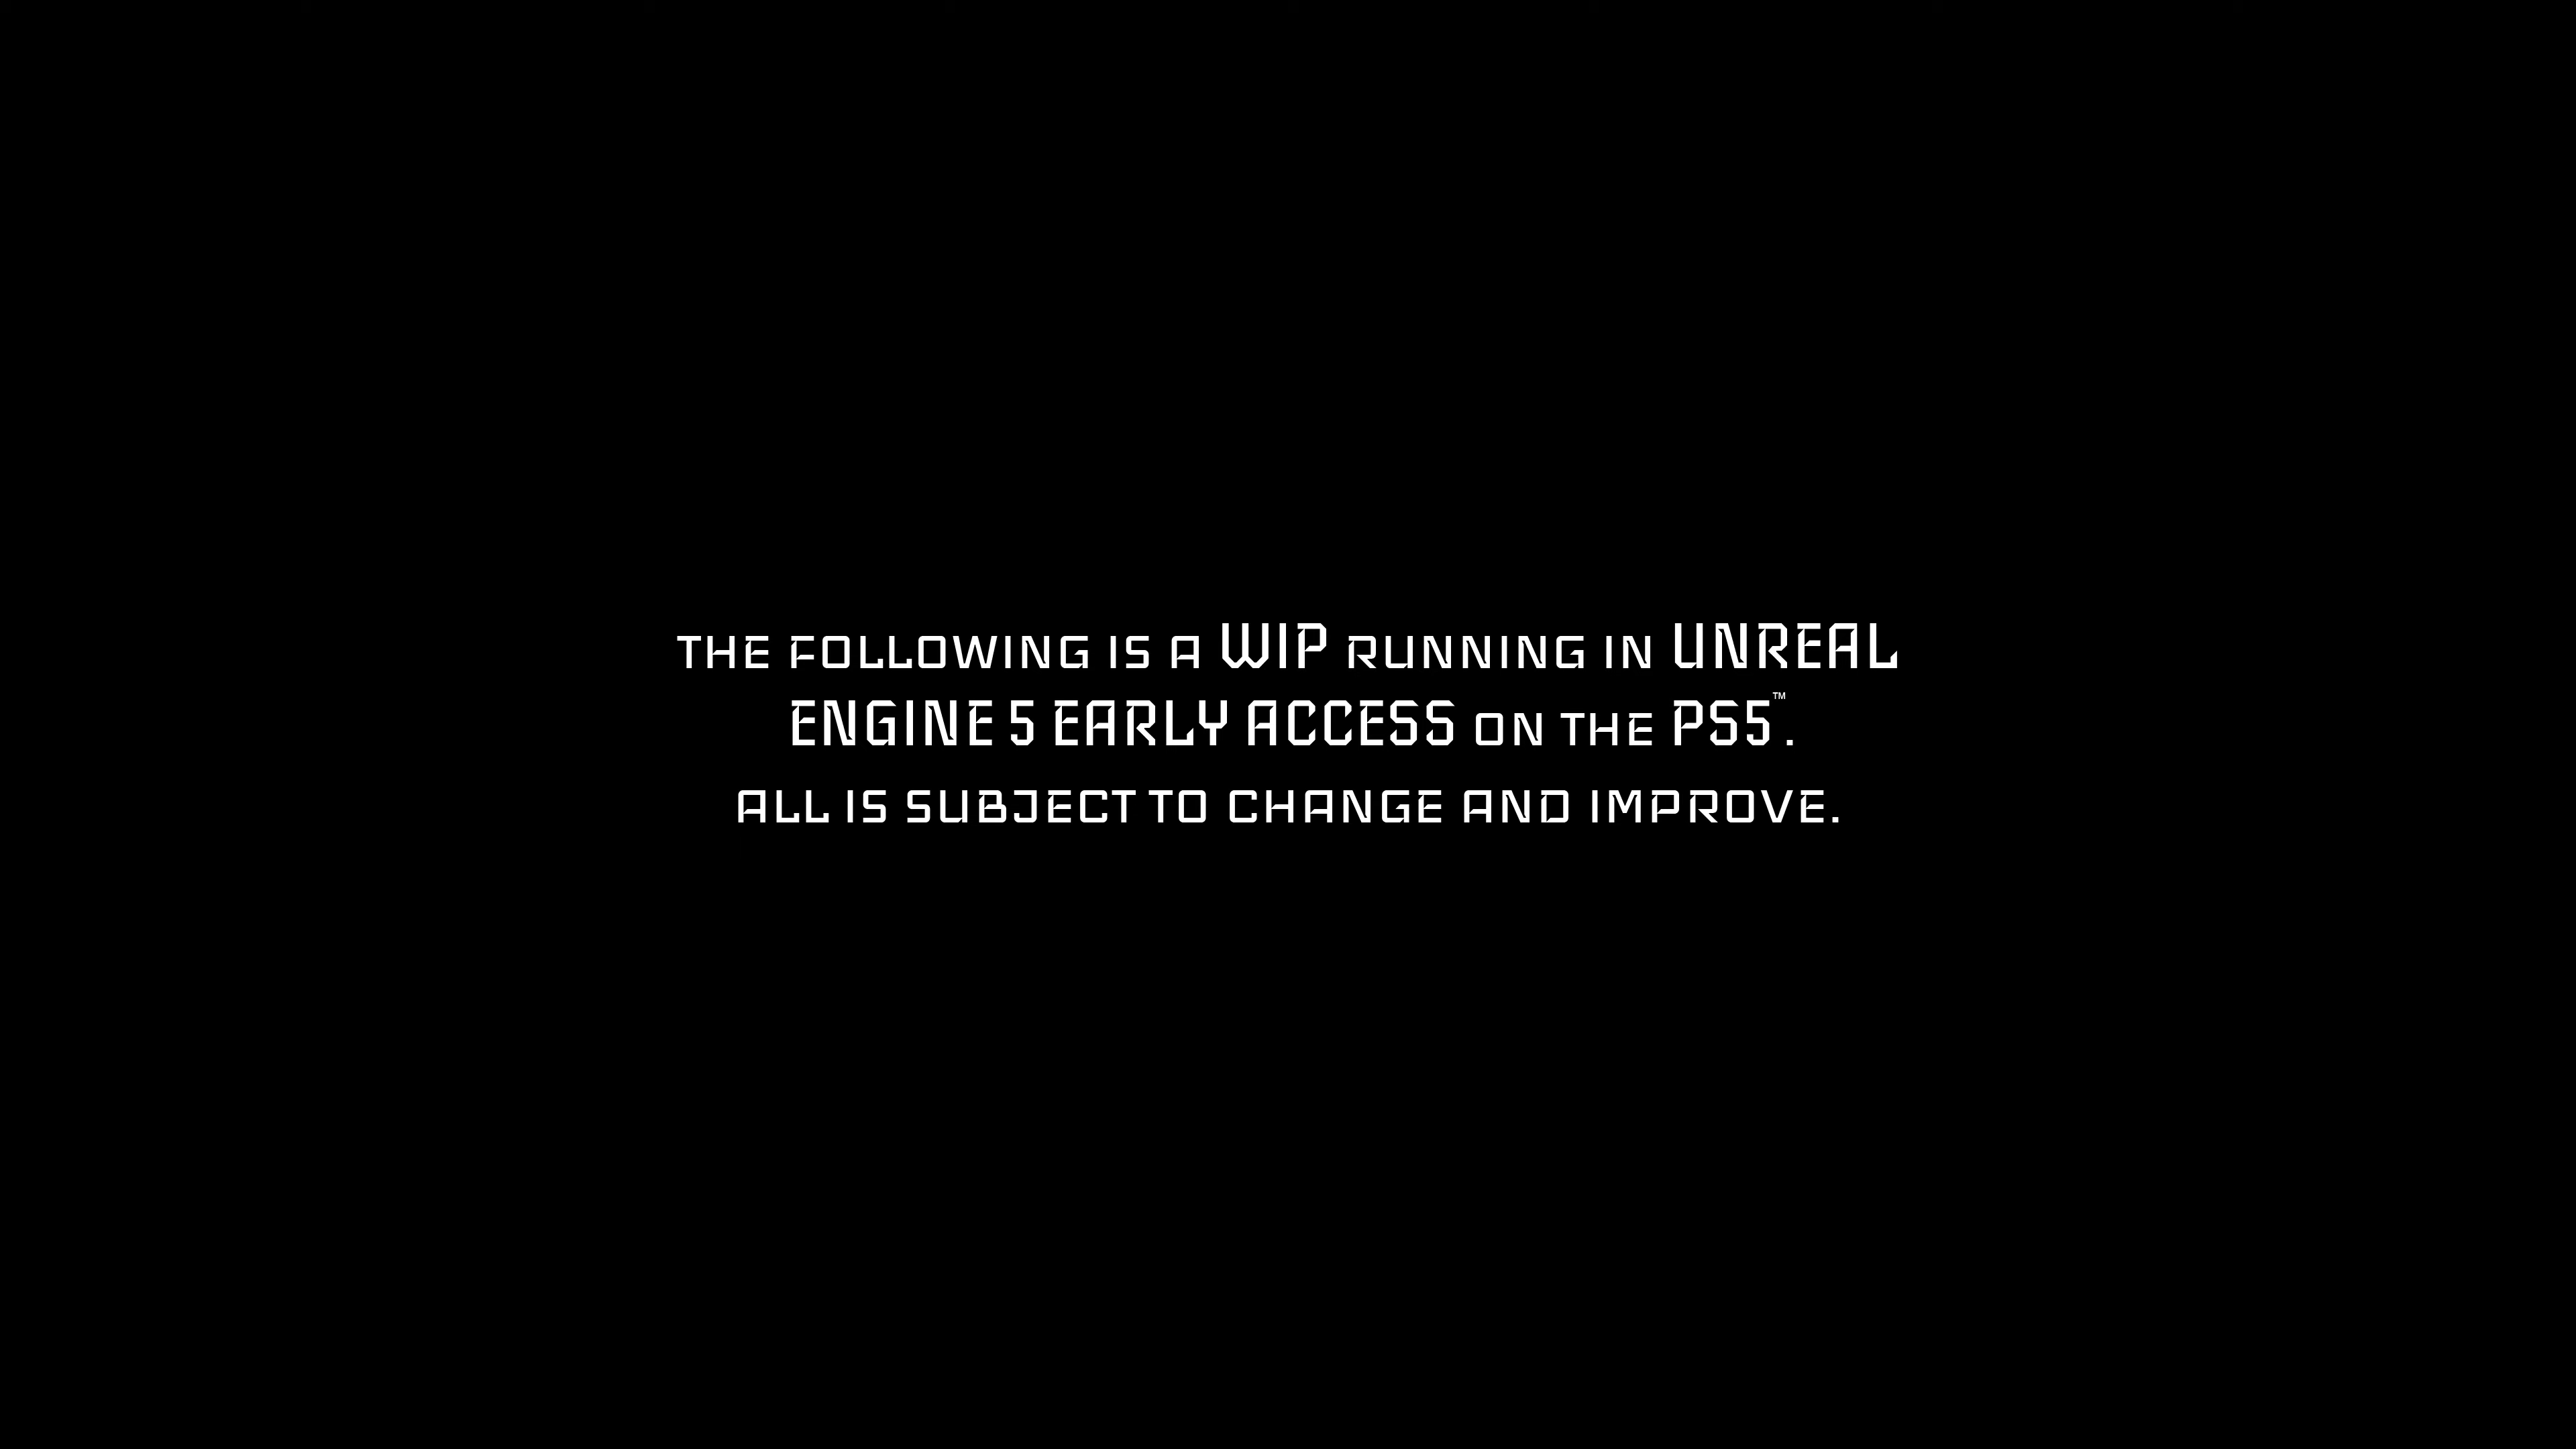 THE FOLLOWING IS A WIP RUNNING IN UNREAL
ENGINE 5 EARLY ACCESS ON THE PS5™.
ALL IS SUBJECT TO CHANGE AND IMPROVE.